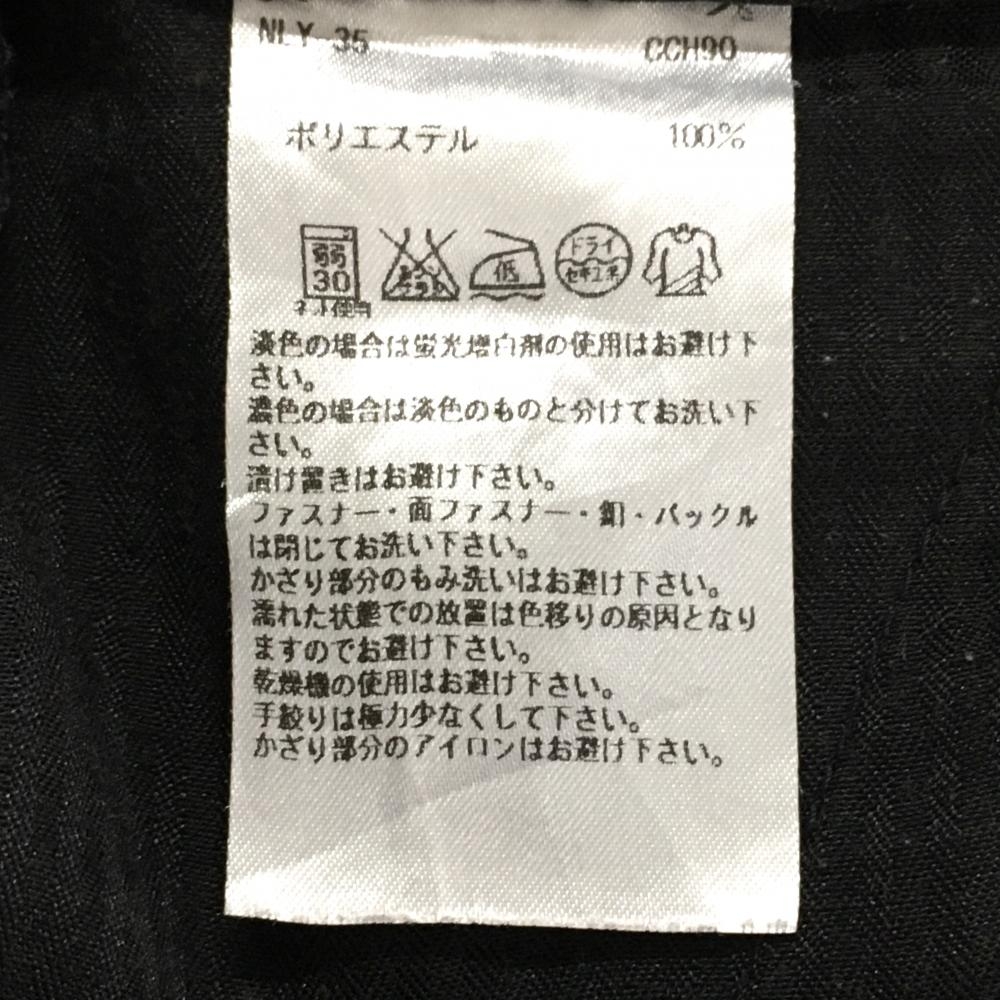 NLY 35 CCH90
ポリエステル 100%
弱 30 低 ドライ
ネット使用 エンソ サラシ セキユ系
淡色の場合は蛍光増白剤の使用はお避け下
さい。
濃色の場合は淡色のものと分けてお洗い下
さい。
漬け置きはお避け下さい。
ファスナー・面ファスナー・釦・バックル
は閉じてお洗い下さい。
かざり部分のもみ洗いはお避け下さい。
濡れた状態での放置は色移りの原因となり
ますのでお避け下さい。
乾燥機の使用はお避け下さい。
手絞りは極力少なくして下さい。
かざり部分のアイロンはお避け下さい。